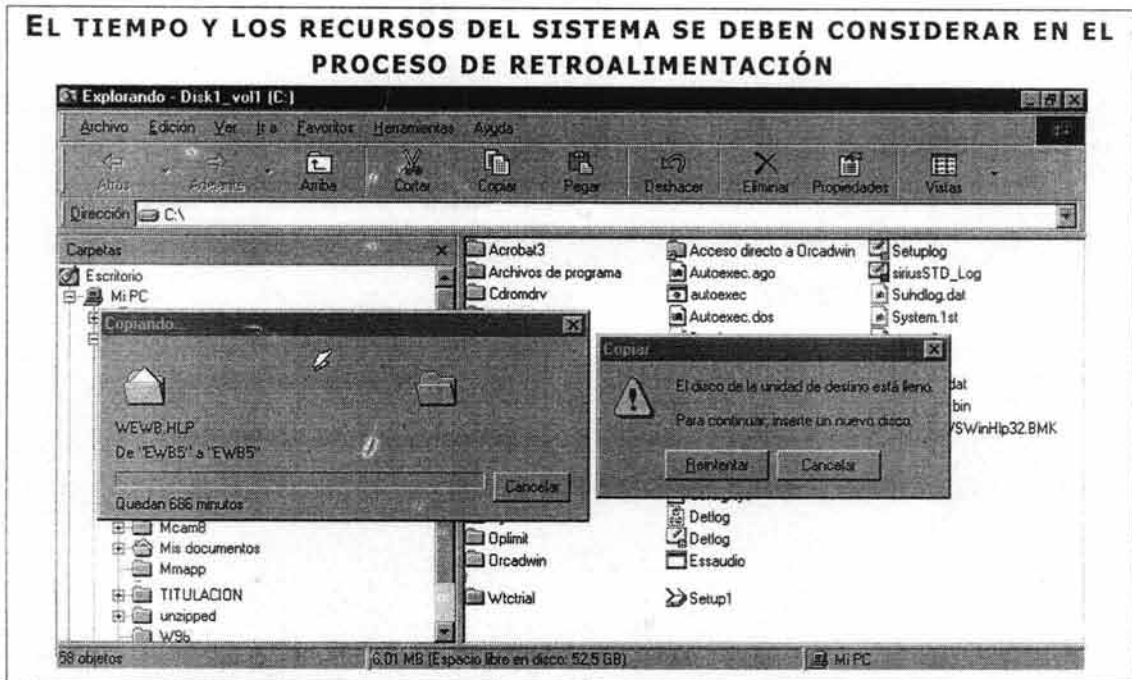 EL TIEMPO Y LOS RECURSOS DEL SISTEMA SE DEBEN CONSIDERAR EN EL
PROCESO DE RETROALIMENTACIÓN
Explorando - Disk1_vol1 (C:)
Archivo Edición Ver Ir a Favoritos Herramientas Ayuda
Atrás Adelante Arriba Cortar Copiar Pegar Deshacer Eliminar Propiedades Vistas
Dirección C:\
Carpetas
Escritorio
Mi PC
Acrobat3
Archivos de programa
Cdromdrv
Acceso directo a Orcadwin
Autoexec.ago
autoexec
Autoexec.dos
Setuplog
siriusSTD_Log
Suhdlog.dat
System.1st
Copiando...
WEWB.HLP
De "EWB5" a "EWB5"
Cancelar
Quedan 686 minutos
Copiar
El disco de la unidad de destino está lleno.
Para continuar, inserte un nuevo disco.
Reintentar Cancelar
dat
bin
SWinHlp32.BMK
Mcam8
Mis documentos
Mmapp
TITULACION
unzipped
W96
Oplimit
Orcadwin
Wtctrial
Detlog
Detlog
Essaudio
Setup1
58 objetos 6.01 MB (Espacio libre en disco: 52,5 GB) Mi PC